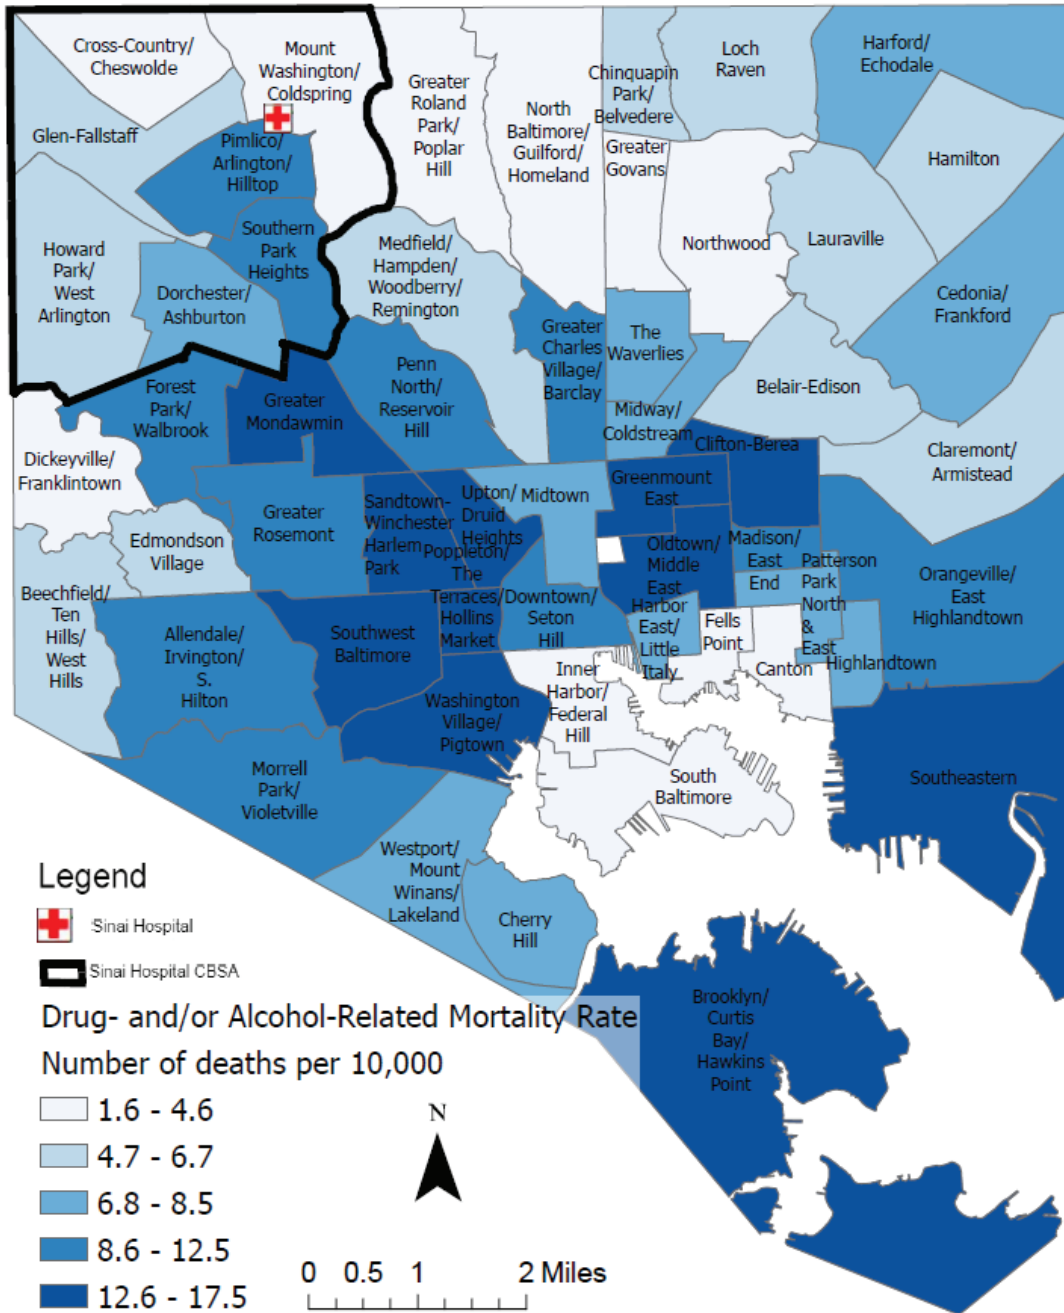 Cross-Country/
Cheswolde
Mount
Washington/
Coldspring
Greater
Roland
Park/
Poplar
Hill
North
Baltimore/
Guilford/
Homeland
Chinquapin
Park/
Belvedere
Loch
Raven
Harford/
Echodale
Glen-Fallstaff
Pimlico/
Arlington/
Hilltop
Greater
Govans
Hamilton
Howard
Park/
West
Arlington
Southern
Park
Heights
Dorchester/
Ashburton
Medfield/
Hampden/
Woodberry/
Remington
Northwood
Lauraville
Cedonia/
Frankford
Greater
Charles
Village/
Barclay
The
Waverlies
Forest
Park/
Walbrook
Greater
Mondawmin
Penn
North/
Reservoir
Hill
Belair-Edison
Midway/
Coldstream
Clifton-Berea
Claremont/
Armistead
Dickeyville/
Franklintown
Greater
Rosemont
Sandtown-
Winchester
Harlem
Park
Upton/
Druid
Heights
Midtown
Greenmount
East
Edmondson
Village
Poppleton/
The
Terraces/
Hollins
Market
Oldtown/
Middle
East
Madison/
East
End
Patterson
Park
North
&
East
Orangeville/
East
Highlandtown
Beechfield/
Ten
Hills/
West
Hills
Allendale/
Irvington/
S.
Hilton
Southwest
Baltimore
Downtown/
Seton
Hill
Harbor
East/
Little
Italy
Fells
Point
Canton
Highlandtown
Inner
Harbor/
Federal
Hill
Washington
Village/
Pigtown
Morrell
Park/
Violetville
South
Baltimore
Southeastern
Westport/
Mount
Winans/
Lakeland
Cherry
Hill
Brooklyn/
Curtis
Bay/
Hawkins
Point
Legend
Sinai Hospital
Sinai Hospital CBSA
Drug- and/or Alcohol-Related Mortality Rate
Number of deaths per 10,000
1.6 - 4.6
4.7 - 6.7
6.8 - 8.5
8.6 - 12.5
12.6 - 17.5
N
0 0.5 1 2 Miles